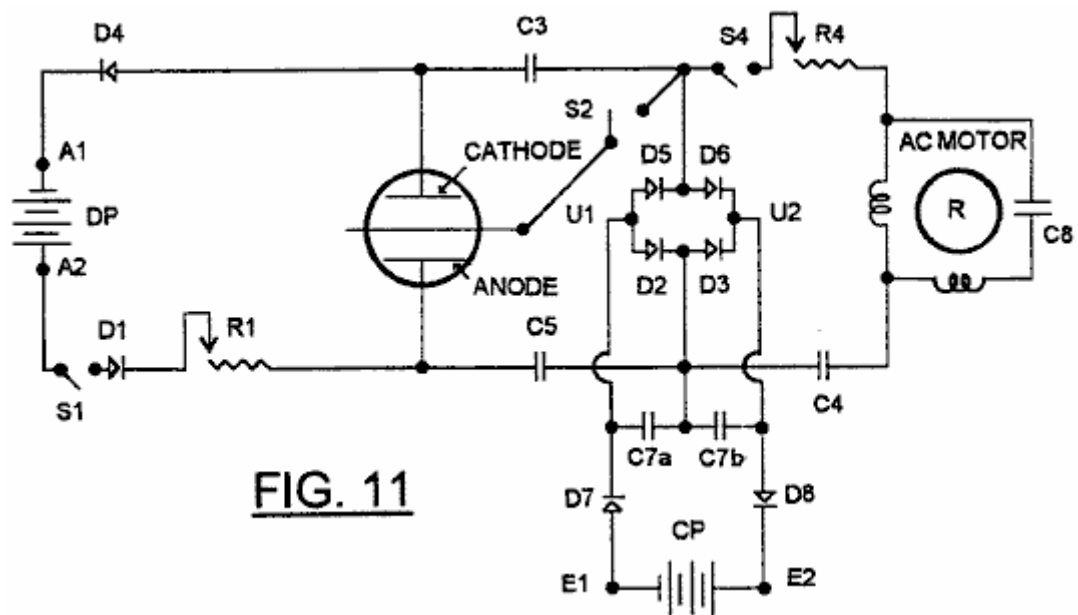 D4
C3
S4
R4
S2
A1
CATHODE
D5
D6
AC MOTOR
DP
U1
U2
R
C8
A2
ANODE
D2
D3
D1
R1
C5
S1
C4
C7a
C7b
FIG. 11
D7
D8
CP
E1
E2